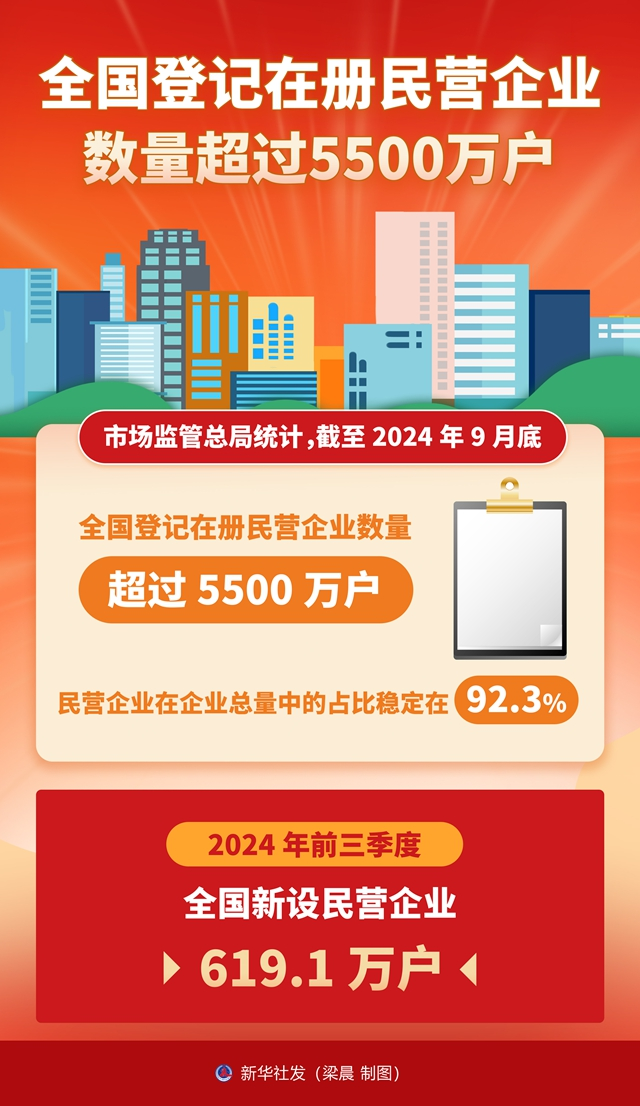 全国登记在册民营企业
数量超过5500万户
市场监管总局统计,截至 2024 年 9 月底
全国登记在册民营企业数量
超过 5500 万户
民营企业在企业总量中的占比稳定在 92.3%
2024 年前三季度
全国新设民营企业
619.1 万户
新华社发（梁晨 制图）